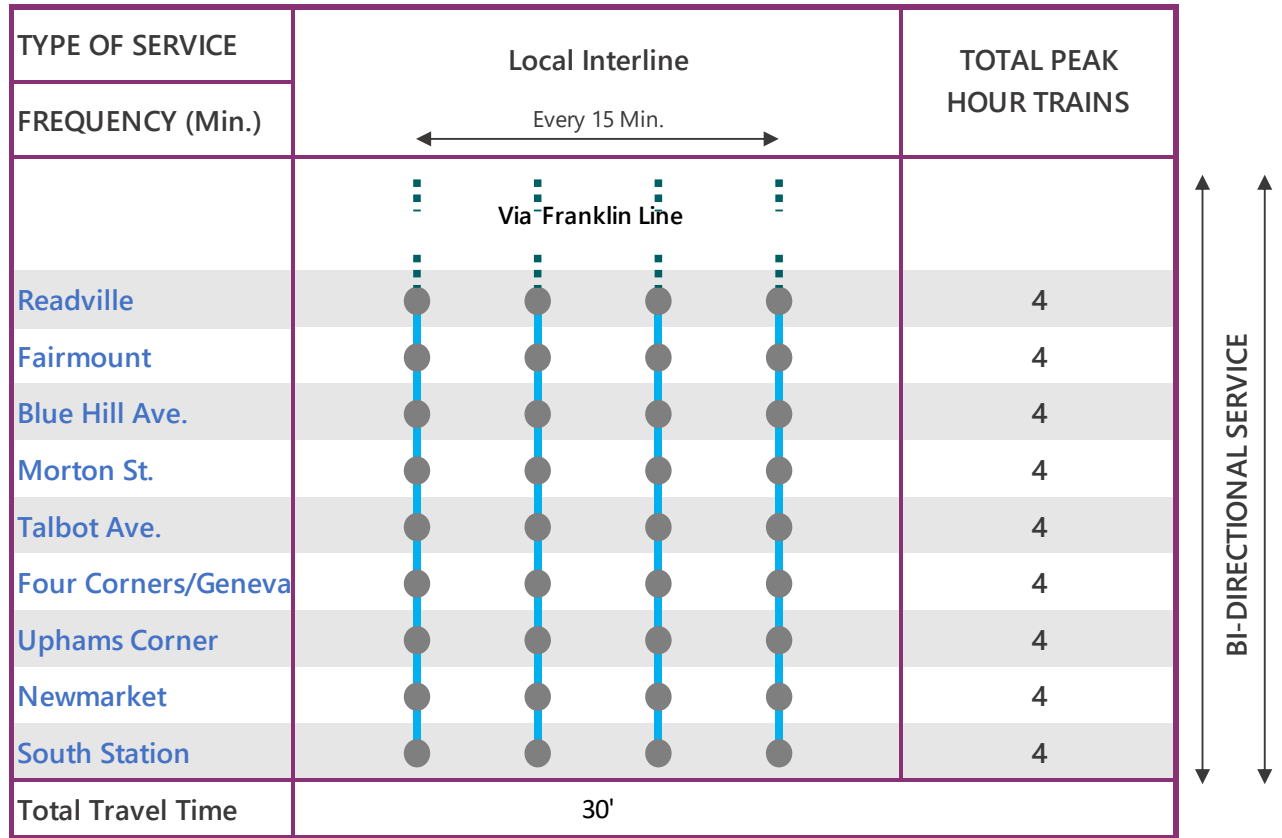 TYPE OF SERVICE
Local Interline
TOTAL PEAK
HOUR TRAINS
FREQUENCY (Min.)
Every 15 Min.
Via Franklin Line
Readville 4
Fairmount 4
Blue Hill Ave. 4
Morton St. 4
Talbot Ave. 4
Four Corners/Geneva 4
Uphams Corner 4
Newmarket 4
South Station 4
Total Travel Time 30'
BI-DIRECTIONAL SERVICE